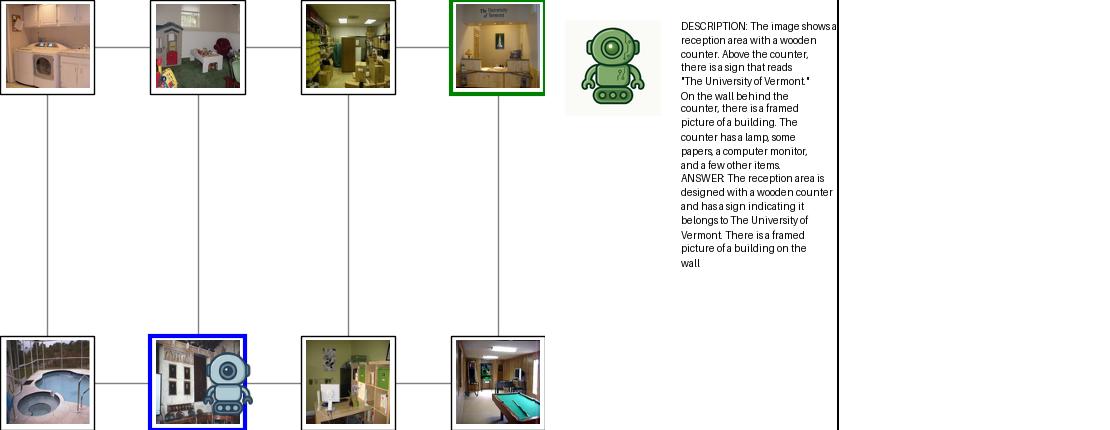 The University
of Vermont
DESCRIPTION: The image shows a
reception area with a wooden
counter. Above the counter,
there is a sign that reads
"The University of Vermont."
On the wall behind the
counter, there is a framed
picture of a building. The
counter has a lamp, some
papers, a computer monitor,
and a few other items.
ANSWER: The reception area is
designed with a wooden counter
and has a sign indicating it
belongs to The University of
Vermont. There is a framed
picture of a building on the
wall